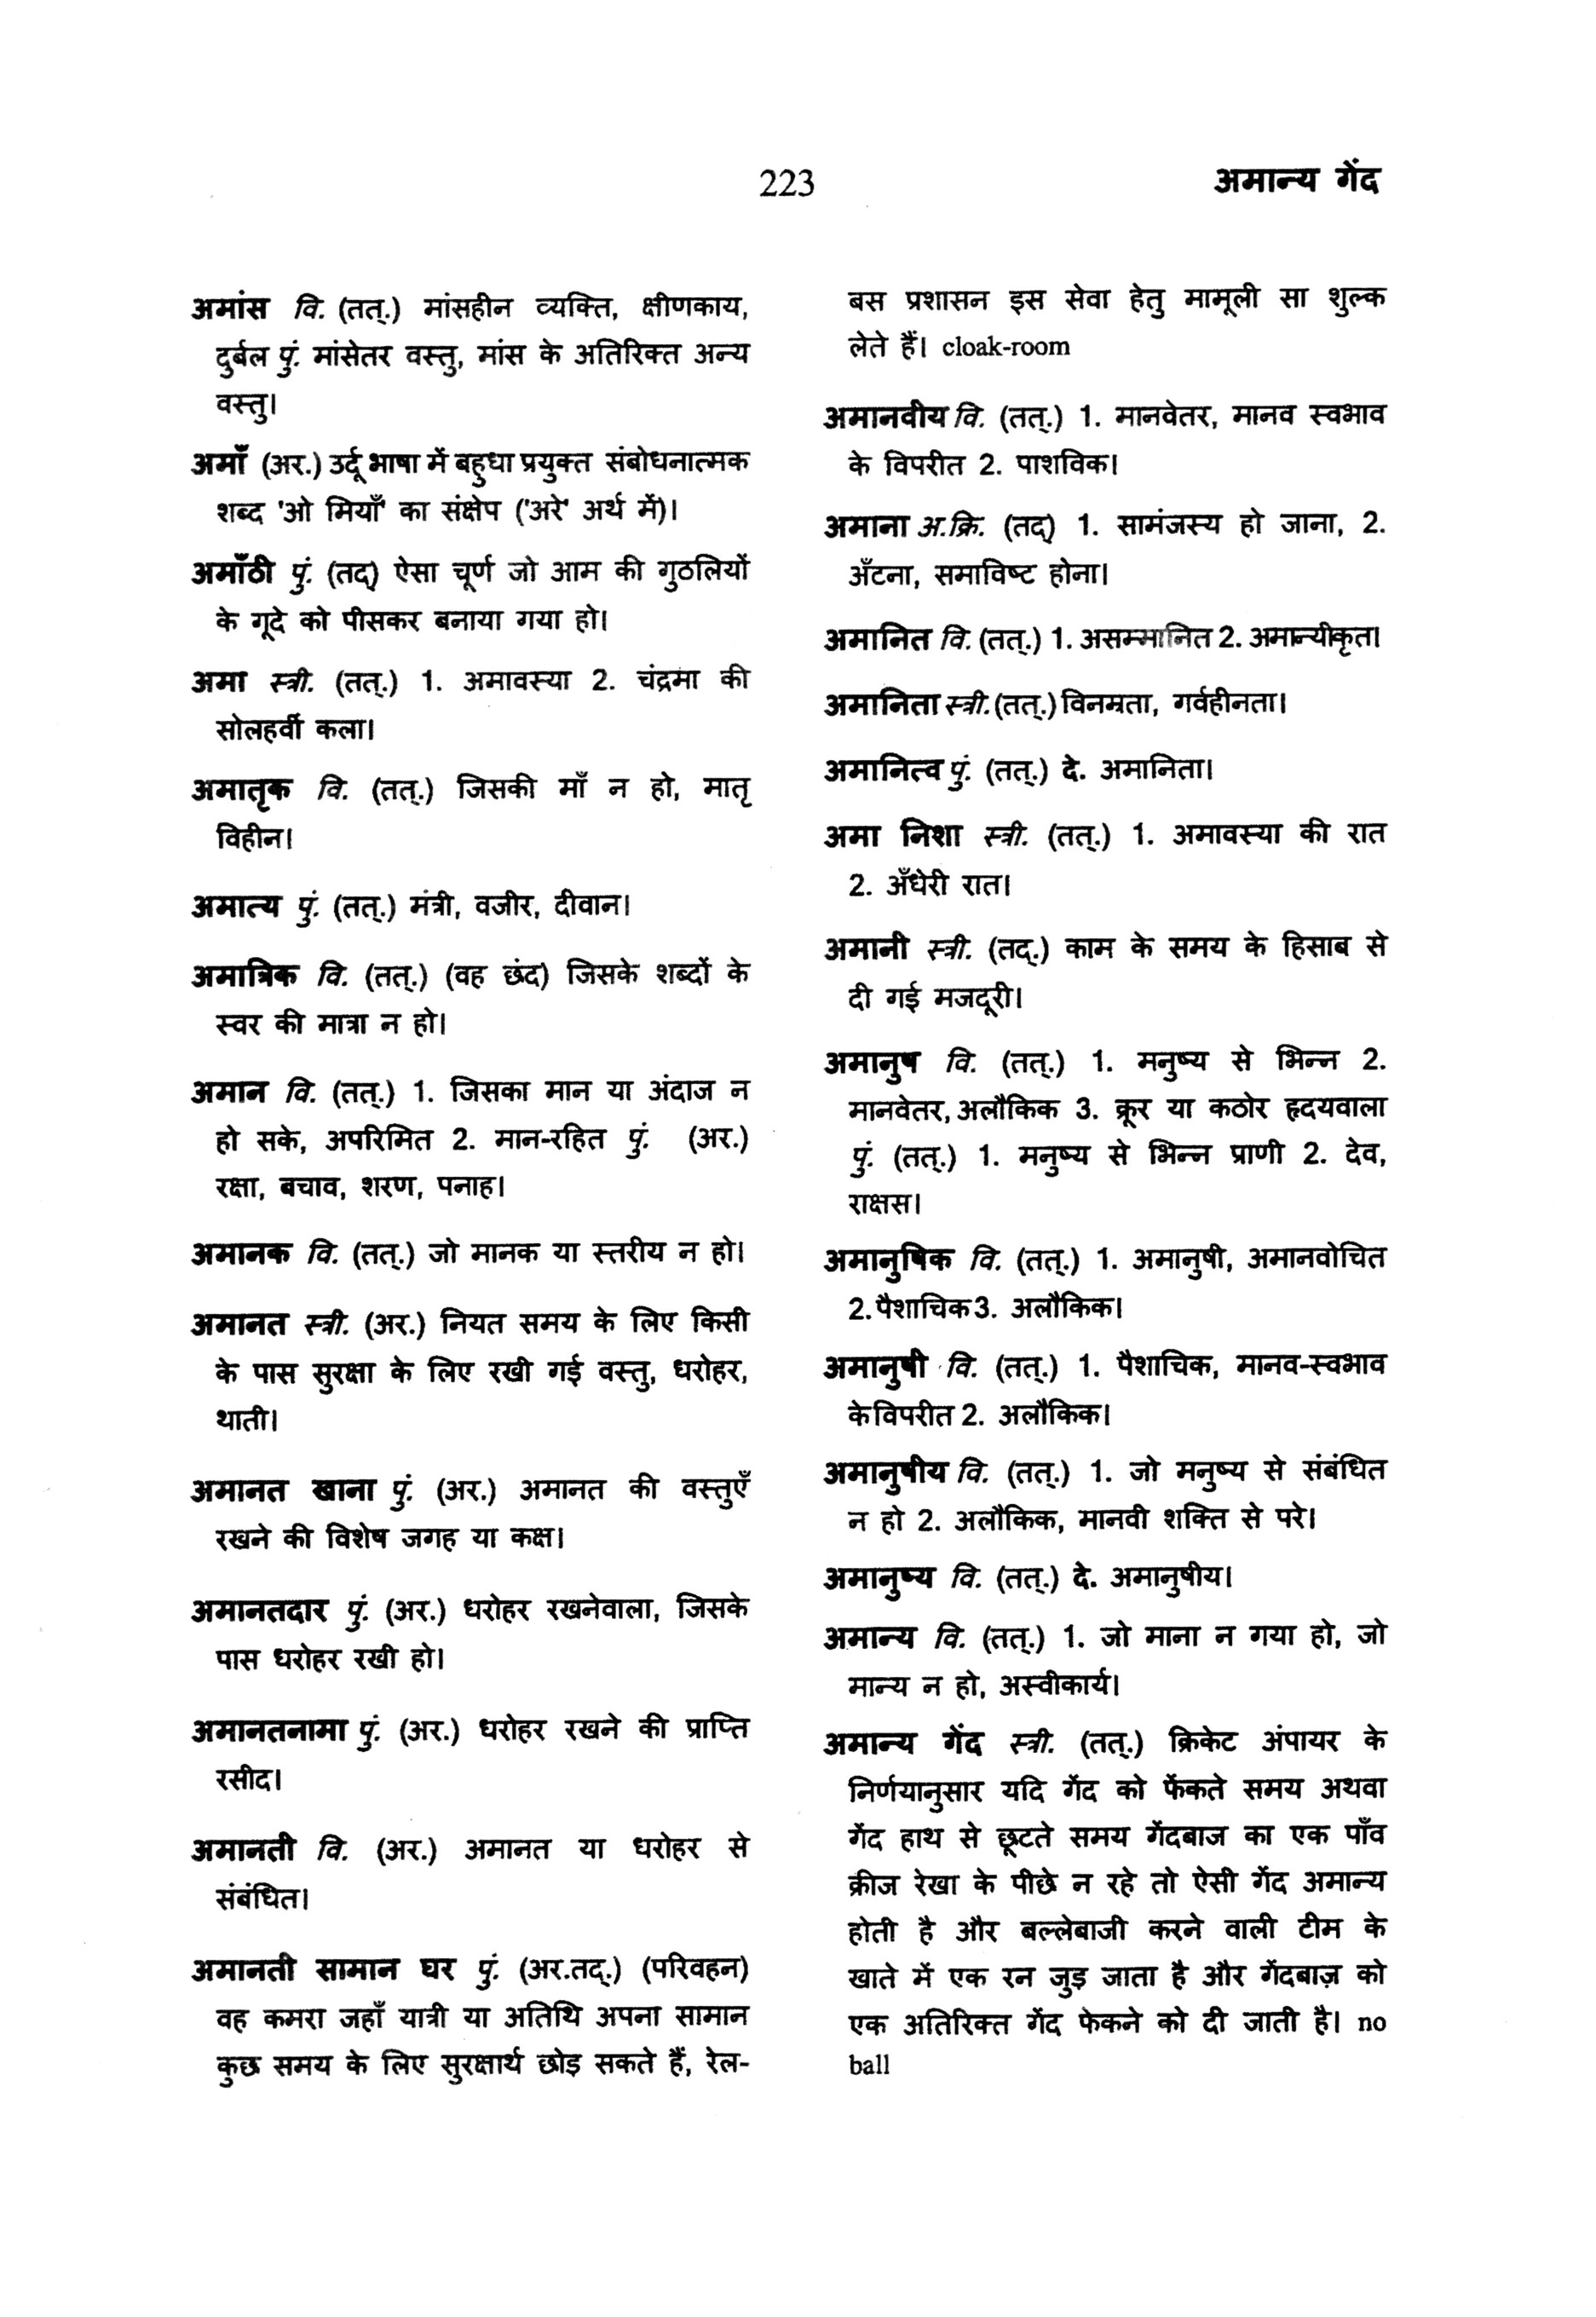 223
अमान्य गेंद
अमांस वि. (तत्.) मांसहीन व्यक्ति, क्षीणकाय,
दुर्बल पुं. मांसेतर वस्तु, मांस के अतिरिक्त अन्य
वस्तु।
अमाँ (अर.) उर्दू भाषा में बहुधा प्रयुक्त संबोधनात्मक
शब्द 'ओ मियाँ' का संक्षेप ('अरे' अर्थ में)।
अमाँठी पुं. (तद्) ऐसा चूर्ण जो आम की गुठलियों
के गूदे को पीसकर बनाया गया हो।
अमा स्त्री. (तत्.) 1. अमावस्या 2. चंद्रमा की
सोलहवीं कला।
अमातृक वि. (तत्.) जिसकी माँ न हो, मातृ
विहीन।
अमात्य पुं. (तत्.) मंत्री, वजीर, दीवान।
अमात्रिक वि. (तत्.) (वह छंद) जिसके शब्दों के
स्वर की मात्रा न हो।
अमान वि. (तत्.) 1. जिसका मान या अंदाज न
हो सके, अपरिमित 2. मान-रहित पुं. (अर.)
रक्षा, बचाव, शरण, पनाह।
अमानक वि. (तत्.) जो मानक या स्तरीय न हो।
अमानत स्त्री. (अर.) नियत समय के लिए किसी
के पास सुरक्षा के लिए रखी गई वस्तु, धरोहर,
थाती।
अमानत खाना पुं. (अर.) अमानत की वस्तुएँ
रखने की विशेष जगह या कक्ष।
अमानतदार पुं. (अर.) धरोहर रखनेवाला, जिसके
पास धरोहर रखी हो।
अमानतनामा पुं. (अर.) धरोहर रखने की प्राप्ति
रसीद।
अमानती वि. (अर.) अमानत या धरोहर से
संबंधित।
अमानती सामान घर पुं. (अर.तद्.) (परिवहन)
वह कमरा जहाँ यात्री या अतिथि अपना सामान
कुछ समय के लिए सुरक्षार्थ छोड़ सकते हैं, रेल-
बस प्रशासन इस सेवा हेतु मामूली सा शुल्क
लेते हैं। cloak-room
अमानवीय वि. (तत्.) 1. मानवेतर, मानव स्वभाव
के विपरीत 2. पाशविक।
अमाना अ.क्रि. (तद्) 1. सामंजस्य हो जाना, 2.
अँटना, समाविष्ट होना।
अमानित वि. (तत्.) 1. असम्मानित 2. अमान्यीकृत।
अमानिता स्त्री. (तत्.) विनम्रता, गर्वहीनता।
अमानित्व पुं. (तत्.) दे. अमानिता।
अमा निशा स्त्री. (तत्.) 1. अमावस्या की रात
2. अँधेरी रात।
अमानी स्त्री. (तद्.) काम के समय के हिसाब से
दी गई मजदूरी।
अमानुष वि. (तत्.) 1. मनुष्य से भिन्न 2.
मानवेतर, अलौकिक 3. क्रूर या कठोर हृदयवाला
पुं. (तत्.) 1. मनुष्य से भिन्न प्राणी 2. देव,
राक्षस।
अमानुषिक वि. (तत्.) 1. अमानुषी, अमानवोचित
2. पैशाचिक 3. अलौकिक।
अमानुषी वि. (तत्.) 1. पैशाचिक, मानव-स्वभाव
के विपरीत 2. अलौकिक।
अमानुषीय वि. (तत्.) 1. जो मनुष्य से संबंधित
न हो 2. अलौकिक, मानवी शक्ति से परे।
अमानुष्य वि. (तत्.) दे. अमानुषीय।
अमान्य वि. (तत्.) 1. जो माना न गया हो, जो
मान्य न हो, अस्वीकार्य।
अमान्य गेंद स्त्री. (तत्.) क्रिकेट अंपायर के
निर्णयानुसार यदि गेंद को फेंकते समय अथवा
गेंद हाथ से छूटते समय गेंदबाज का एक पाँव
क्रीज रेखा के पीछे न रहे तो ऐसी गेंद अमान्य
होती है और बल्लेबाजी करने वाली टीम के
खाते में एक रन जुड़ जाता है और गेंदबाज़ को
एक अतिरिक्त गेंद फेकने को दी जाती है। no
ball